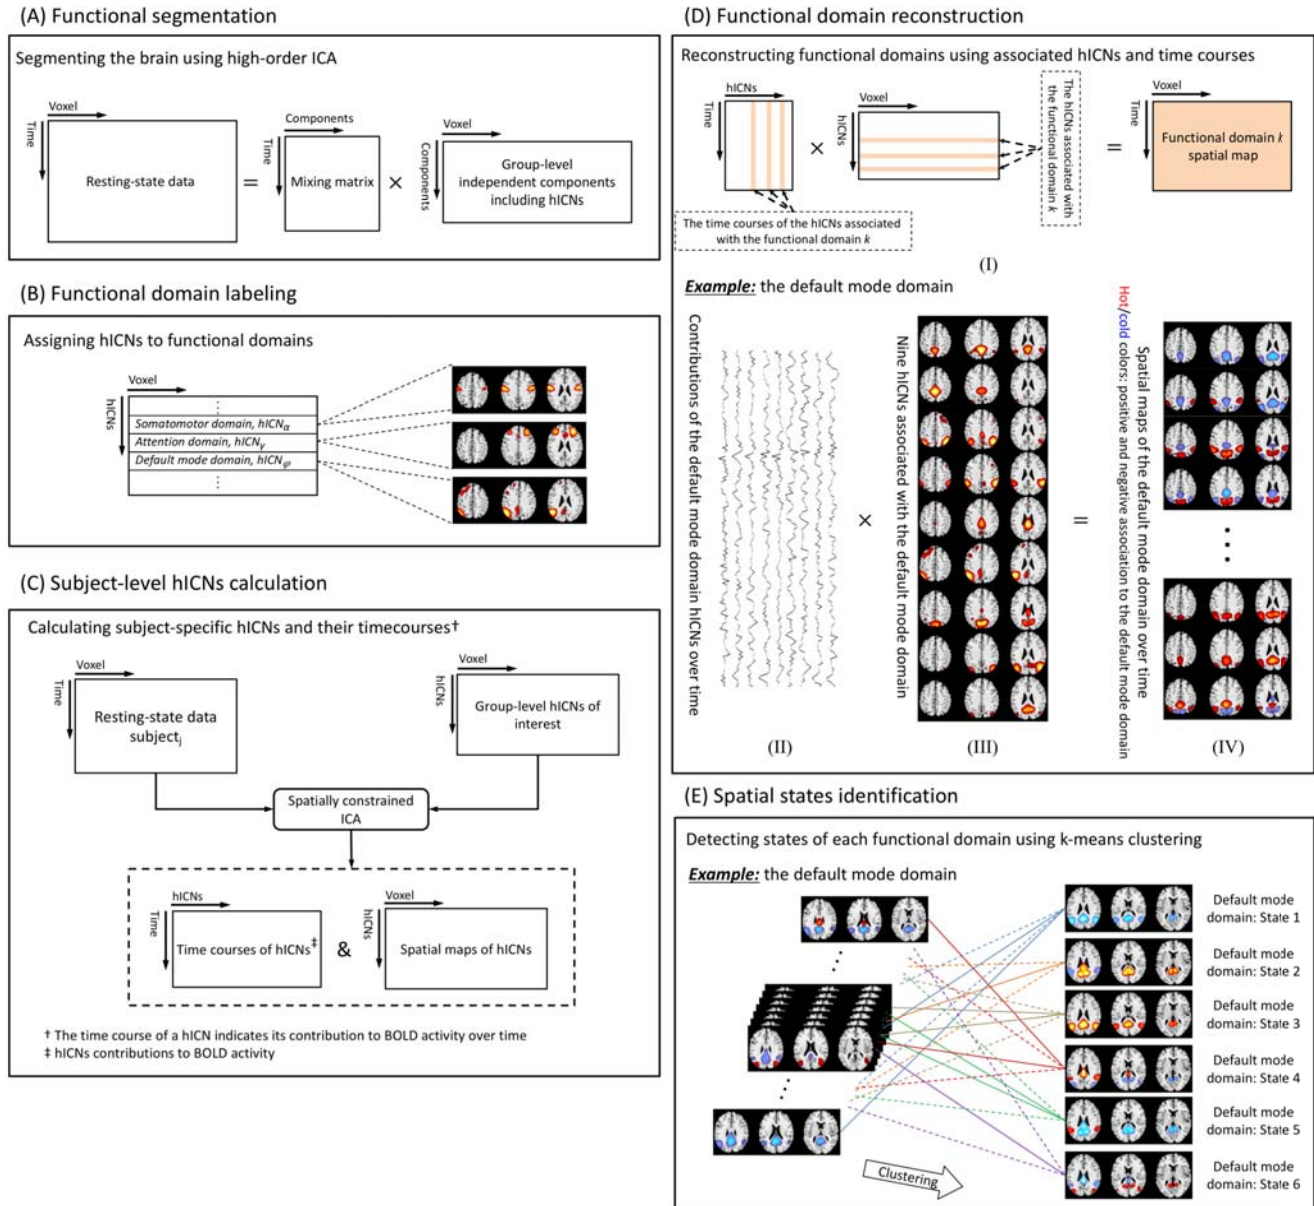 (A) Functional segmentation
Segmenting the brain using high-order ICA
Voxel
Time
Resting-state data
=
Components
Time
Mixing matrix
×
Voxel
Components
Group-level
independent components
including hICNs
(B) Functional domain labeling
Assigning hICNs to functional domains
Voxel
hICNs
⋮
Somatomotor domain, hICNα
Attention domain, hICNγ
Default mode domain, hICNφ
⋮
(C) Subject-level hICNs calculation
Calculating subject-specific hICNs and their timecourses†
Voxel
Time
Resting-state data
subjectj
Voxel
hICNs
Group-level hICNs of
interest
Spatially constrained
ICA
hICNs
Time
Time courses of hICNs‡
&
Voxel
hICNs
Spatial maps of hICNs
† The time course of a hICN indicates its contribution to BOLD activity over time
‡ hICNs contributions to BOLD activity
(D) Functional domain reconstruction
Reconstructing functional domains using associated hICNs and time courses
hICNs
Time
×
Voxel
hICNs
The hICNs associated with
the functional domain k
=
Voxel
Time
Functional domain k
spatial map
The time courses of the hICNs associated
with the functional domain k
(I)
Example: the default mode domain
Contributions of the default mode domain hICNs over time
×
Nine hICNs associated with the default mode domain
=
Spatial maps of the default mode domain over time
Hot/cold colors: positive and negative association to the default mode domain
(II)
(III)
(IV)
(E) Spatial states identification
Detecting states of each functional domain using k-means clustering
Example: the default mode domain
Default mode
domain: State 1
Default mode
domain: State 2
Default mode
domain: State 3
Default mode
domain: State 4
Default mode
domain: State 5
Default mode
domain: State 6
Clustering